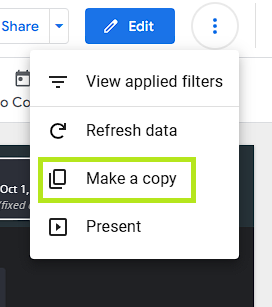 Share
Edit
View applied filters
o Co
Refresh data
Make a copy
Oct 1,
(fixed
Present